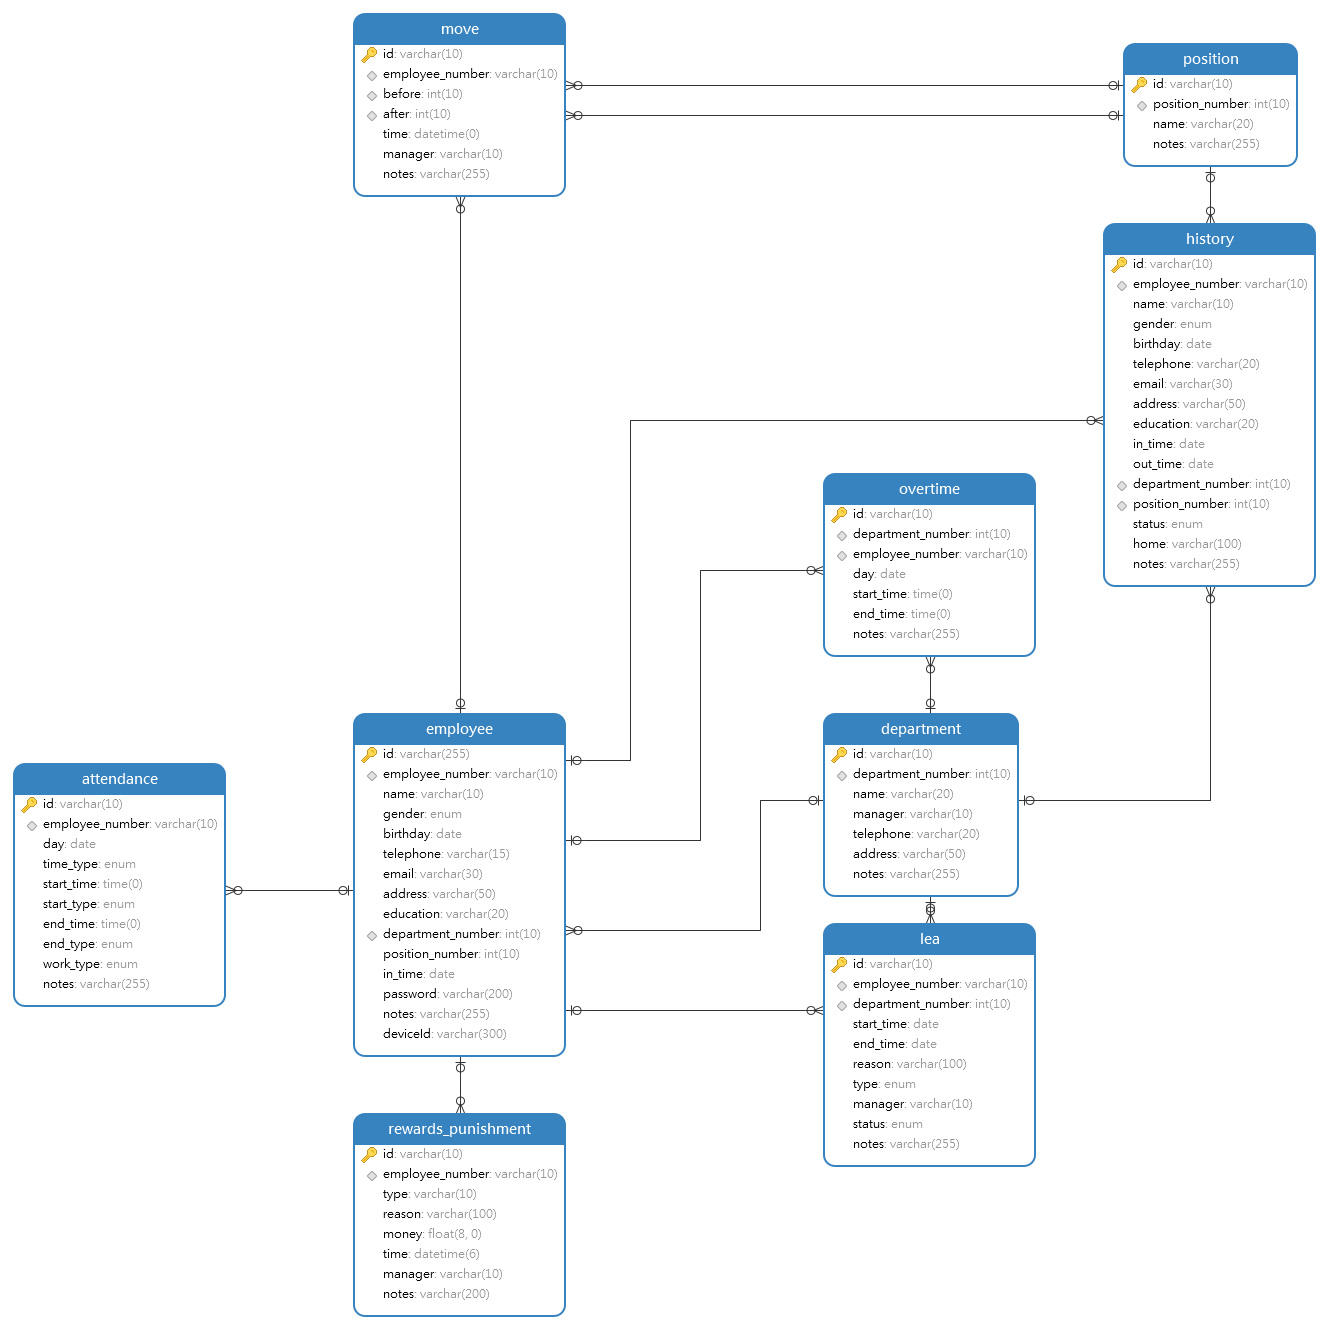 move
id: varchar(10)
employee_number: varchar(10)
before: int(10)
after: int(10)
time: datetime(0)
manager: varchar(10)
notes: varchar(255)
position
id: varchar(10)
position_number: int(10)
name: varchar(20)
notes: varchar(255)
history
id: varchar(10)
employee_number: varchar(10)
name: varchar(10)
gender: enum
birthday: date
telephone: varchar(20)
email: varchar(30)
address: varchar(50)
education: varchar(20)
in_time: date
out_time: date
department_number: int(10)
position_number: int(10)
status: enum
home: varchar(100)
notes: varchar(255)
overtime
id: varchar(10)
department_number: int(10)
employee_number: varchar(10)
day: date
start_time: time(0)
end_time: time(0)
notes: varchar(255)
employee
id: varchar(255)
employee_number: varchar(10)
name: varchar(10)
gender: enum
birthday: date
telephone: varchar(15)
email: varchar(30)
address: varchar(50)
education: varchar(20)
department_number: int(10)
position_number: int(10)
in_time: date
password: varchar(200)
notes: varchar(255)
deviceId: varchar(300)
department
id: varchar(10)
department_number: int(10)
name: varchar(20)
manager: varchar(10)
telephone: varchar(20)
address: varchar(50)
notes: varchar(255)
attendance
id: varchar(10)
employee_number: varchar(10)
day: date
time_type: enum
start_time: time(0)
start_type: enum
end_time: time(0)
end_type: enum
work_type: enum
notes: varchar(255)
lea
id: varchar(10)
employee_number: varchar(10)
department_number: int(10)
start_time: date
end_time: date
reason: varchar(100)
type: enum
manager: varchar(10)
status: enum
notes: varchar(255)
rewards_punishment
id: varchar(10)
employee_number: varchar(10)
type: varchar(10)
reason: varchar(100)
money: float(8, 0)
time: datetime(6)
manager: varchar(10)
notes: varchar(200)